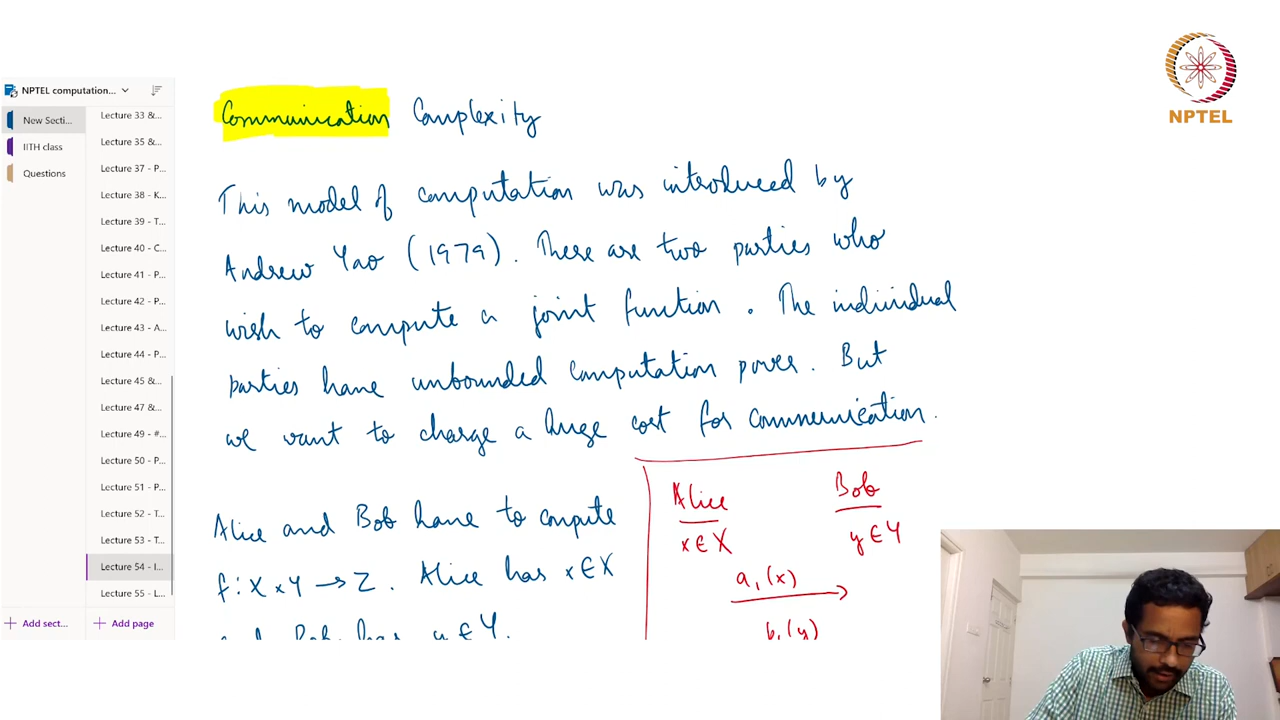 NPTEL
NPTEL computation...
New Secti...
IITH class
Questions
Lecture 33 &...
Lecture 35 &...
Lecture 37 - P...
Lecture 38 - K...
Lecture 39 - T...
Lecture 40 - C...
Lecture 41 - P...
Lecture 42 - P...
Lecture 43 - A...
Lecture 44 - P...
Lecture 45 &...
Lecture 47 &...
Lecture 49 - #...
Lecture 50 - P...
Lecture 51 - P...
Lecture 52 - T...
Lecture 53 - T...
Lecture 54 - I...
Lecture 55 - L...
Add sect...
Add page
Communication Complexity
This model of computation was introduced by
Andrew Yao (1979). There are two parties who
wish to compute a joint function. The individual
parties have unbounded computation power. But
we want to charge a huge cost for communication.
Alice and Bob have to compute
f: X x Y → Z. Alice has x ∈ X
and Bob has y ∈ Y.
Alice Bob
x ∈ X y ∈ Y
a₁(x)
b₁(y)